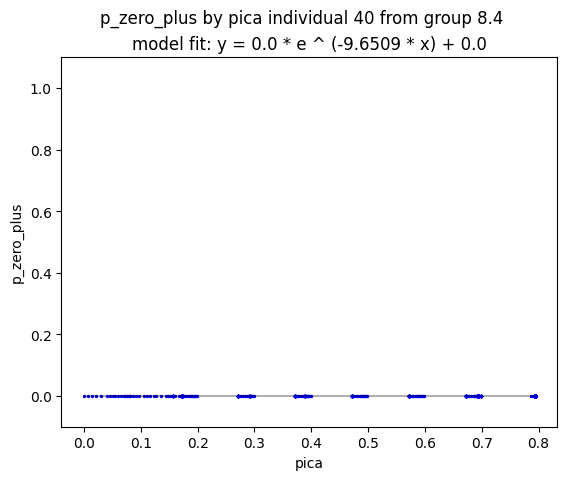 p_zero_plus by pica individual 40 from group 8.4
model fit: y = 0.0 * e ^ (-9.6509 * x) + 0.0
1.0
0.8
0.6
0.4
0.2
0.0
p_zero_plus
0.0 0.1 0.2 0.3 0.4 0.5 0.6 0.7 0.8
pica